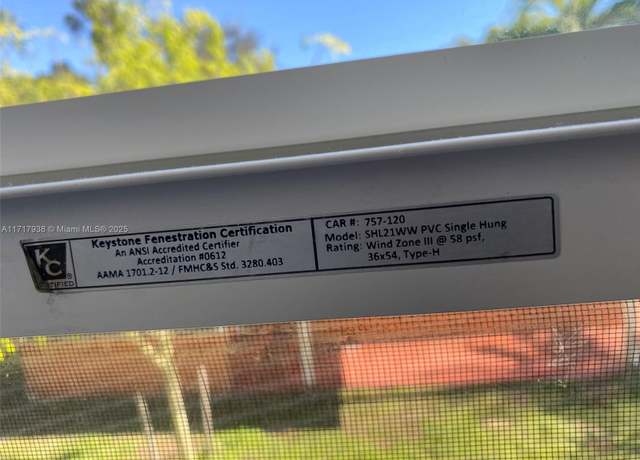 A11717938 © Miami MLS® 2025
KC®
CERTIFIED
Keystone Fenestration Certification
An ANSI Accredited Certifier
Accreditation #0612
AAMA 1701.2-12 / FMHC&S Std. 3280.403
CAR #: 757-120
Model: SHL21WW PVC Single Hung
Rating: Wind Zone III @ 58 psf,
36x54, Type-H